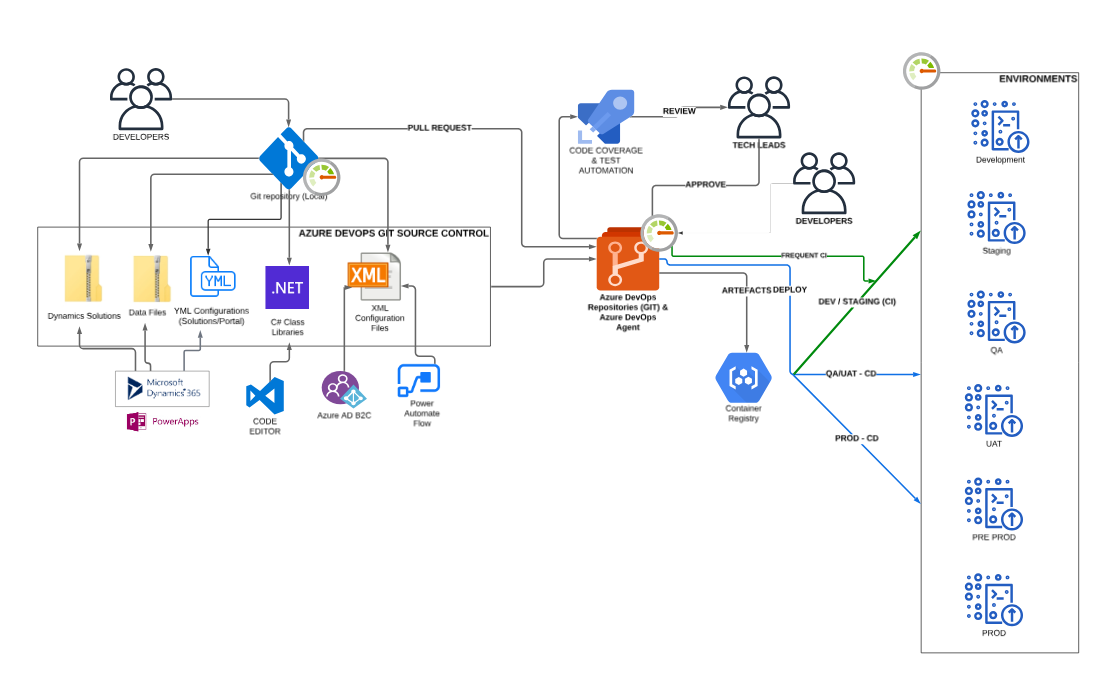 ENVIRONMENTS
DEVELOPERS
PULL REQUEST
REVIEW
TECH LEADS
CODE COVERAGE
& TEST
AUTOMATION
Development
APPROVE
DEVELOPERS
Git repository (Local)
AZURE DEVOPS GIT SOURCE CONTROL
Staging
FREQUENT CI
XML
YML
.NET
Dynamics Solutions
Data Files
YML Configurations
(Solutions/Portal)
C# Class
Libraries
XML
Configuration
Files
Azure DevOps
Repositories (GIT) &
Azure DevOps
Agent
ARTEFACTS
DEPLOY
DEV / STAGING (CI)
QA
Microsoft
Dynamics 365
PowerApps
CODE
EDITOR
Azure AD B2C
Power
Automate
Flow
Container
Registry
QA/UAT - CD
PROD - CD
UAT
PRE PROD
PROD